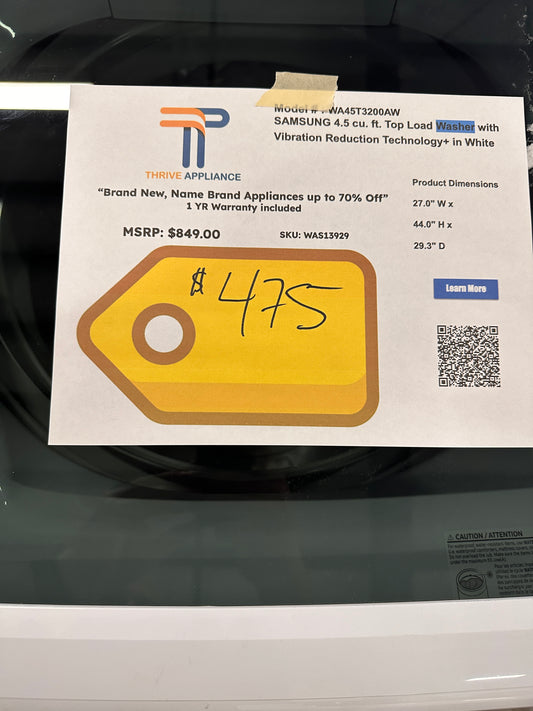 Model #: WA45T3200AW
SAMSUNG 4.5 cu. ft. Top Load Washer with
Vibration Reduction Technology+ in White
TP
THRIVE APPLIANCE
“Brand New, Name Brand Appliances up to 70% Off”
1 YR Warranty included
MSRP: $849.00
SKU: WAS13929
Product Dimensions
27.0" W x
44.0" H x
29.3" D
Learn More
$475
CAUTION / ATTENTION